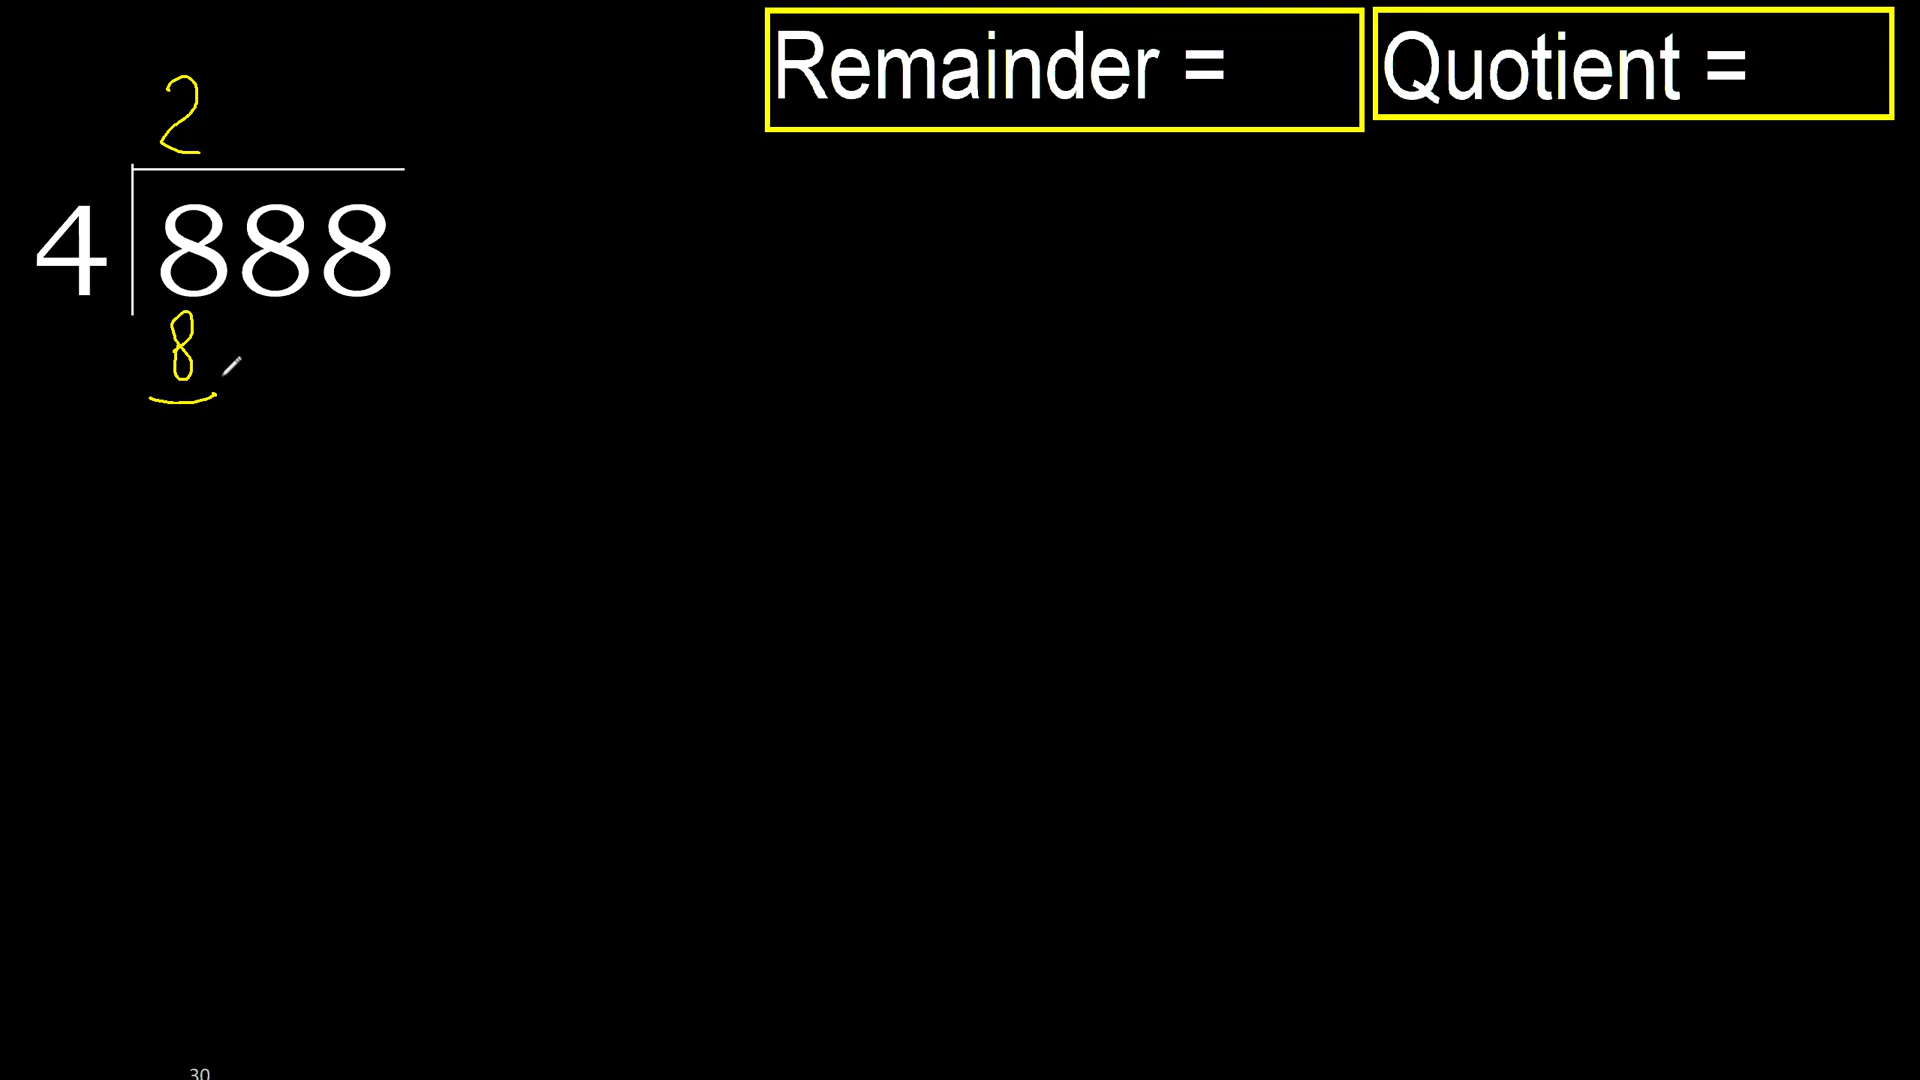 Remainder = Quotient =
2
4 888
8
30